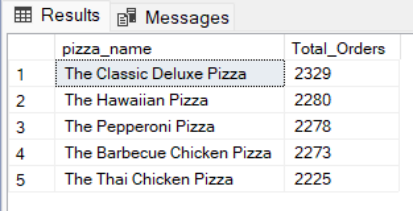 Results Messages
pizza_name Total_Orders
1 The Classic Deluxe Pizza 2329
2 The Hawaiian Pizza 2280
3 The Pepperoni Pizza 2278
4 The Barbecue Chicken Pizza 2273
5 The Thai Chicken Pizza 2225